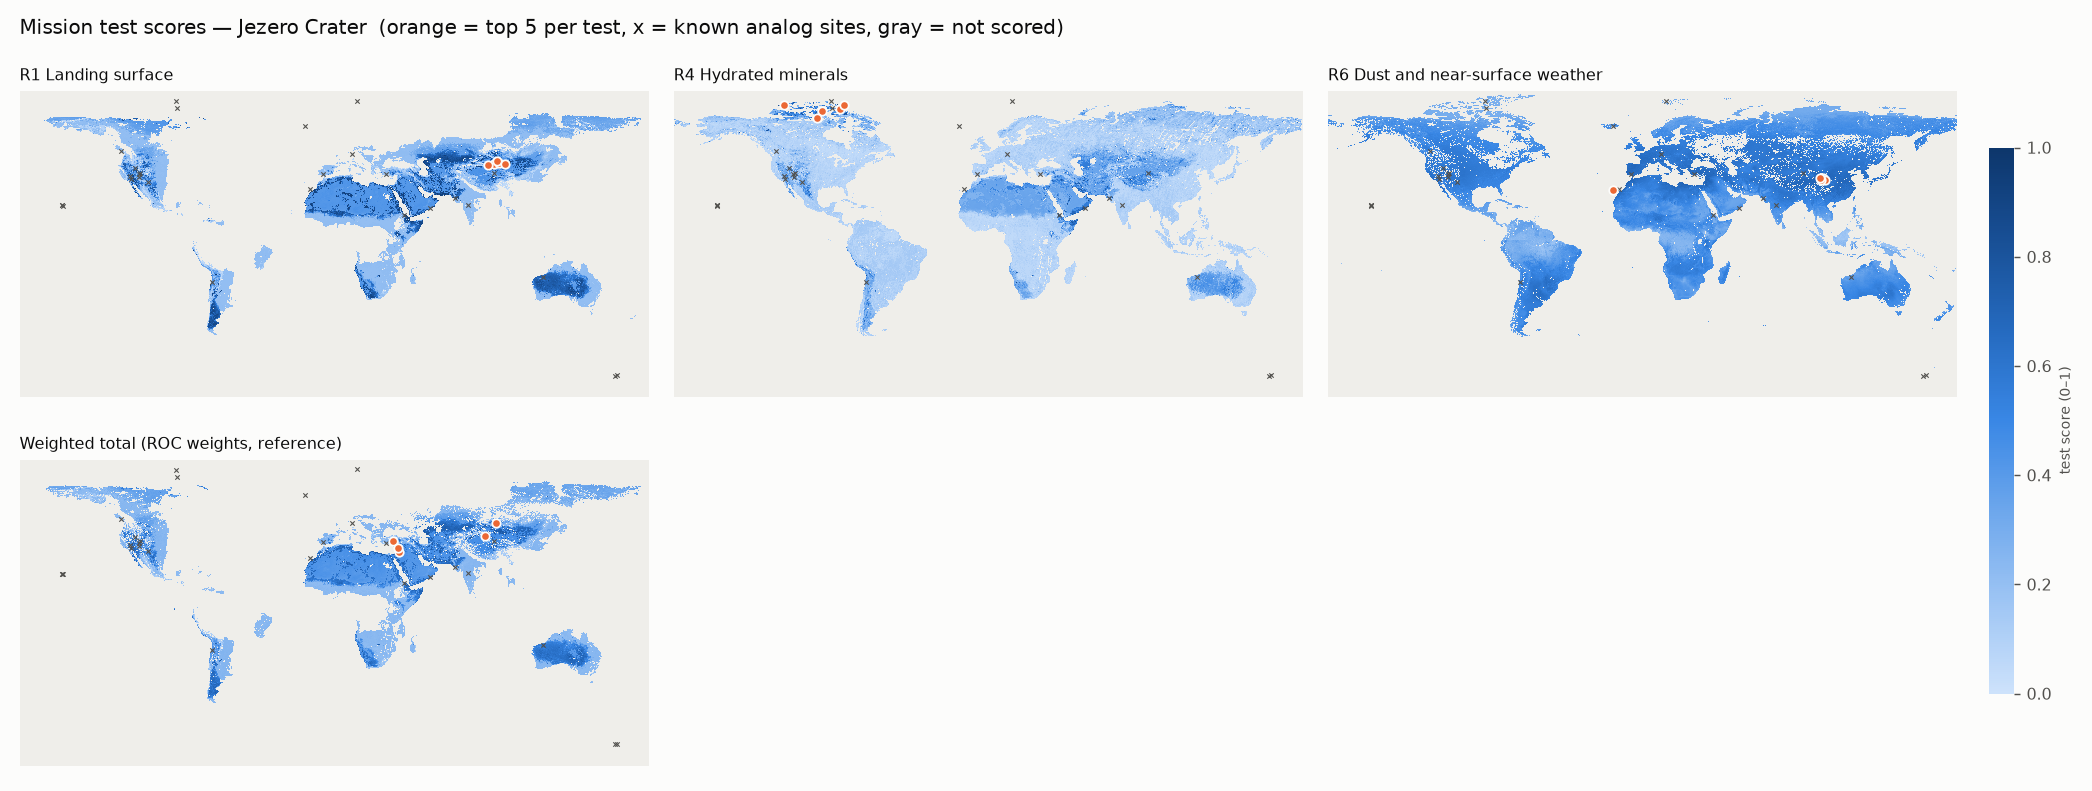 Mission test scores — Jezero Crater  (orange = top 5 per test, x = known analog sites, gray = not scored)
R1 Landing surface
R4 Hydrated minerals
R6 Dust and near-surface weather
Weighted total (ROC weights, reference)
1.0
0.8
0.6
0.4
0.2
0.0
test score (0–1)